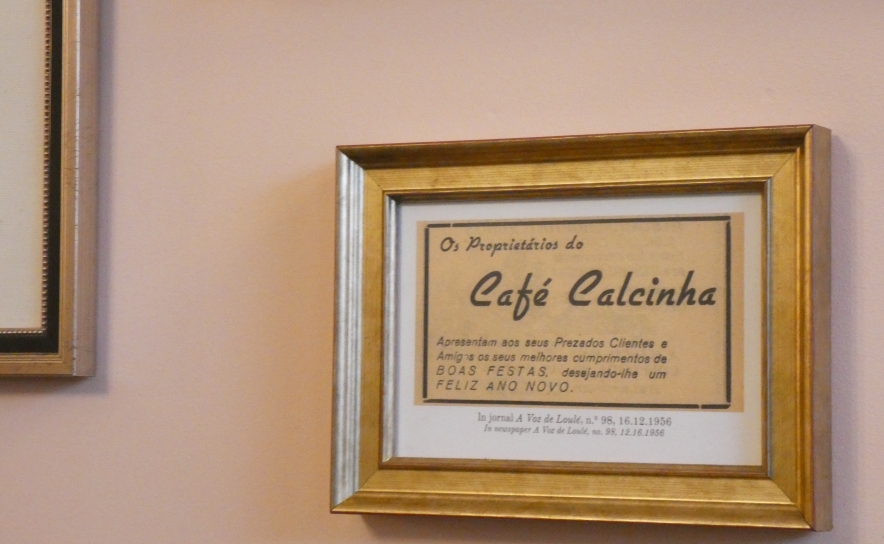 Os Proprietários do
Café Calcinha
Apresentam aos seus Prezados Clientes e
Amigos os seus melhores cumprimentos de
BOAS FESTAS, desejando-lhe um
FELIZ ANO NOVO.
In jornal A Voz de Loulé, n.º 98, 16.12.1956
In newspaper A Voz de Loulé, no. 98, 12.16.1956